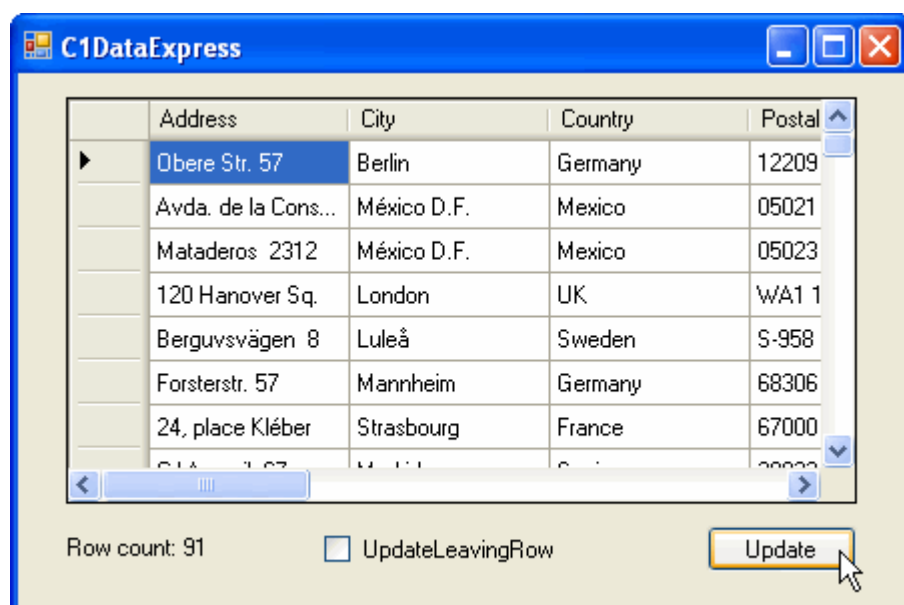 C1DataExpress
Address City Country Postal
Obere Str. 57 Berlin Germany 12209
Avda. de la Cons... México D.F. Mexico 05021
Mataderos  2312 México D.F. Mexico 05023
120 Hanover Sq. London UK WA1 1
Berguvsvägen  8 Luleå Sweden S-958
Forsterstr. 57 Mannheim Germany 68306
24, place Kléber Strasbourg France 67000
Row count: 91 UpdateLeavingRow Update